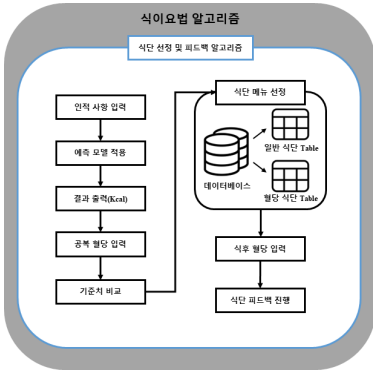 식이요법 알고리즘
식단 선정 및 피드백 알고리즘
인적 사항 입력
예측 모델 적용
결과 출력(Kcal)
공복 혈당 입력
기준치 비교
식단 메뉴 선정
일반 식단 Table
데이터베이스
혈당 식단 Table
식후 혈당 입력
식단 피드백 진행